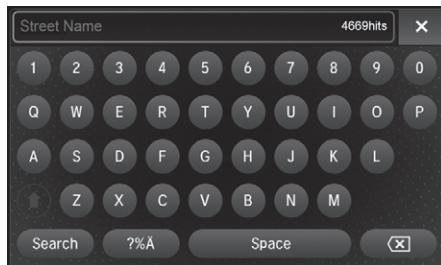 Street Name 4669hits ×
1 2 3 4 5 6 7 8 9 0
Q W E R T Y U I O P
A S D F G H J K L
Z X C V B N M
Search ?%Ä Space